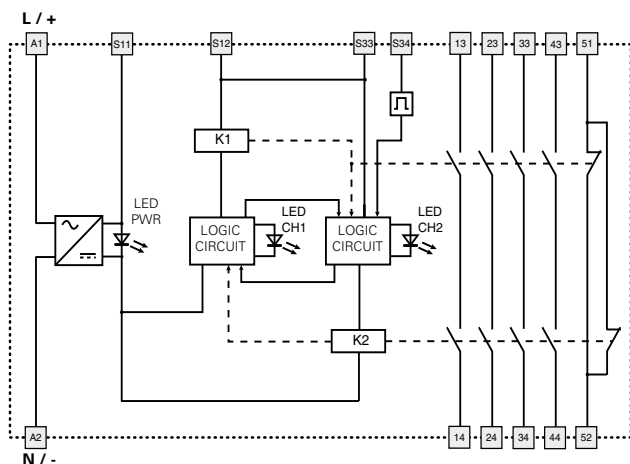 L / +
A1
S11
S12
S33
S34
13
23
33
43
51
K1
LED
PWR
LOGIC
CIRCUIT
LED
CH1
LOGIC
CIRCUIT
LED
CH2
K2
A2
14
24
34
44
52
N / -